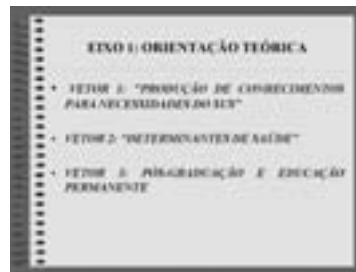 EIXO 1: ORIENTAÇÃO TEÓRICA
• VETOR 1: "PRODUÇÃO DE CONHECIMENTOS
PARA NECESSIDADES DO SUS"
• VETOR 2: "DETERMINANTES DE SAÚDE"
• VETOR 3: PÓS-GRADUAÇÃO E EDUCAÇÃO
PERMANENTE